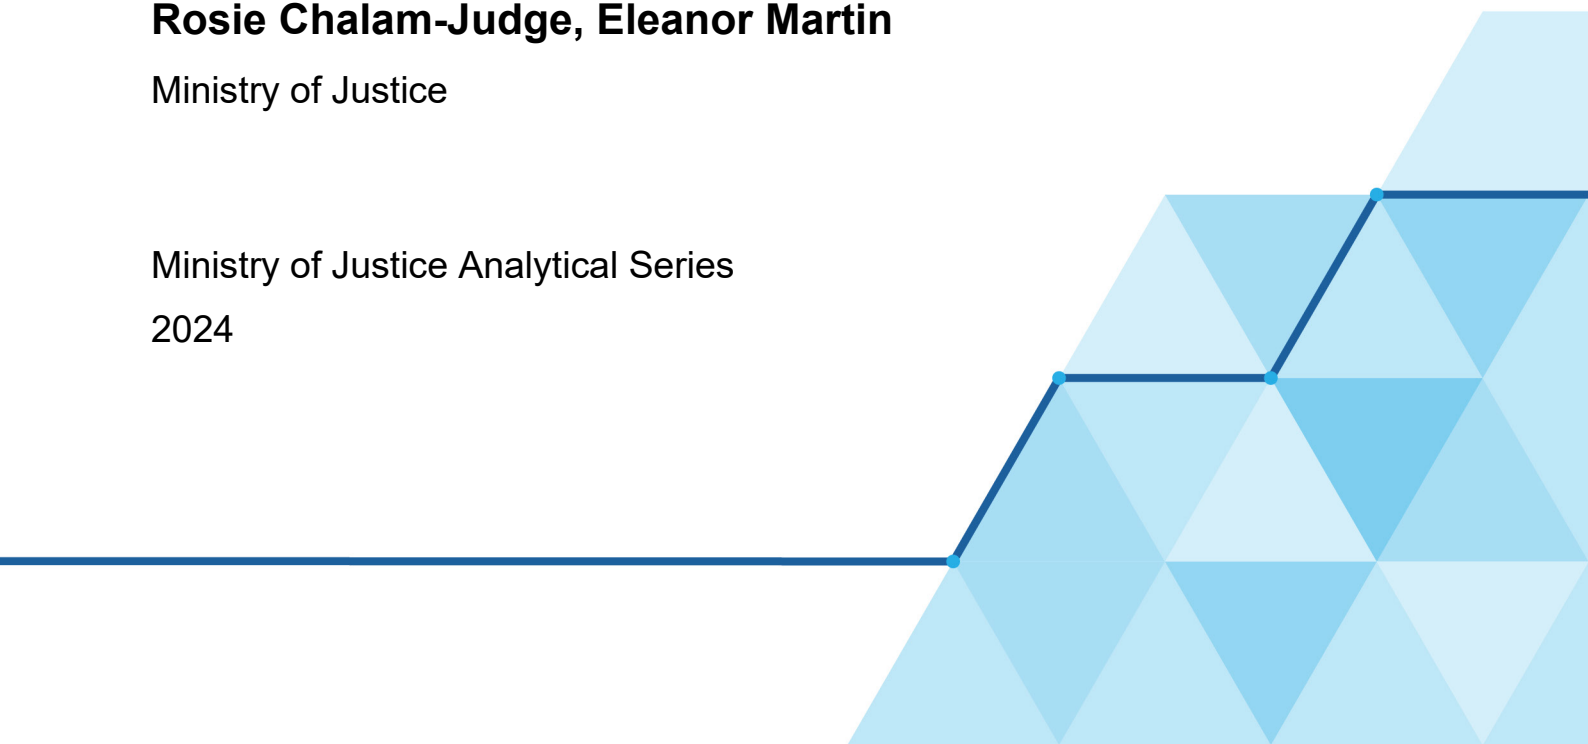 Rosie Chalam-Judge, Eleanor Martin
Ministry of Justice
Ministry of Justice Analytical Series
2024